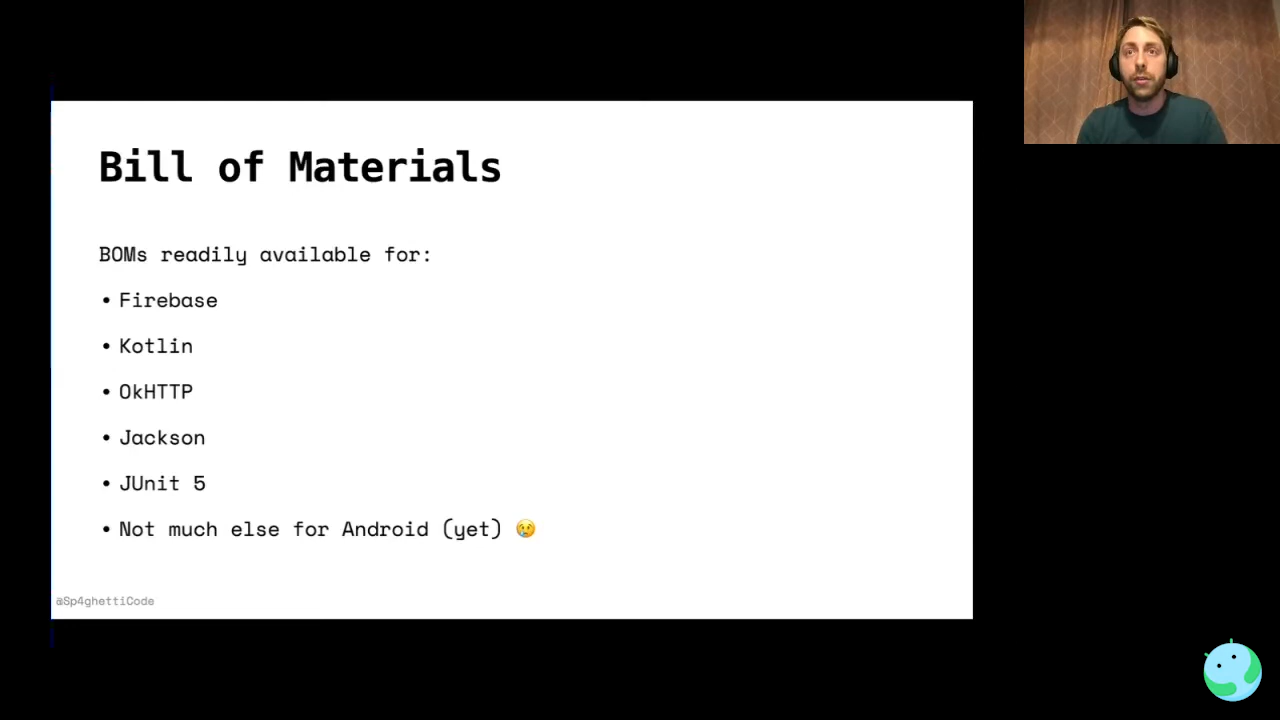 Bill of Materials
BOMs readily available for:
• Firebase
• Kotlin
• OkHTTP
• Jackson
• JUnit 5
• Not much else for Android (yet) 😢
@Sp4ghettiCode